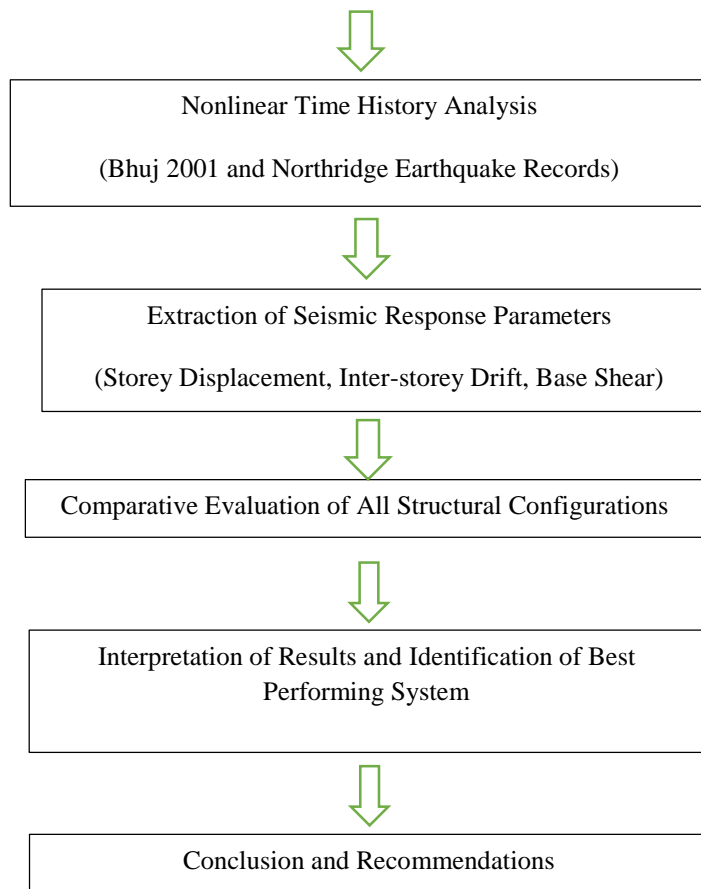 Nonlinear Time History Analysis
(Bhuj 2001 and Northridge Earthquake Records)
Extraction of Seismic Response Parameters
(Storey Displacement, Inter-storey Drift, Base Shear)
Comparative Evaluation of All Structural Configurations
Interpretation of Results and Identification of Best
Performing System
Conclusion and Recommendations